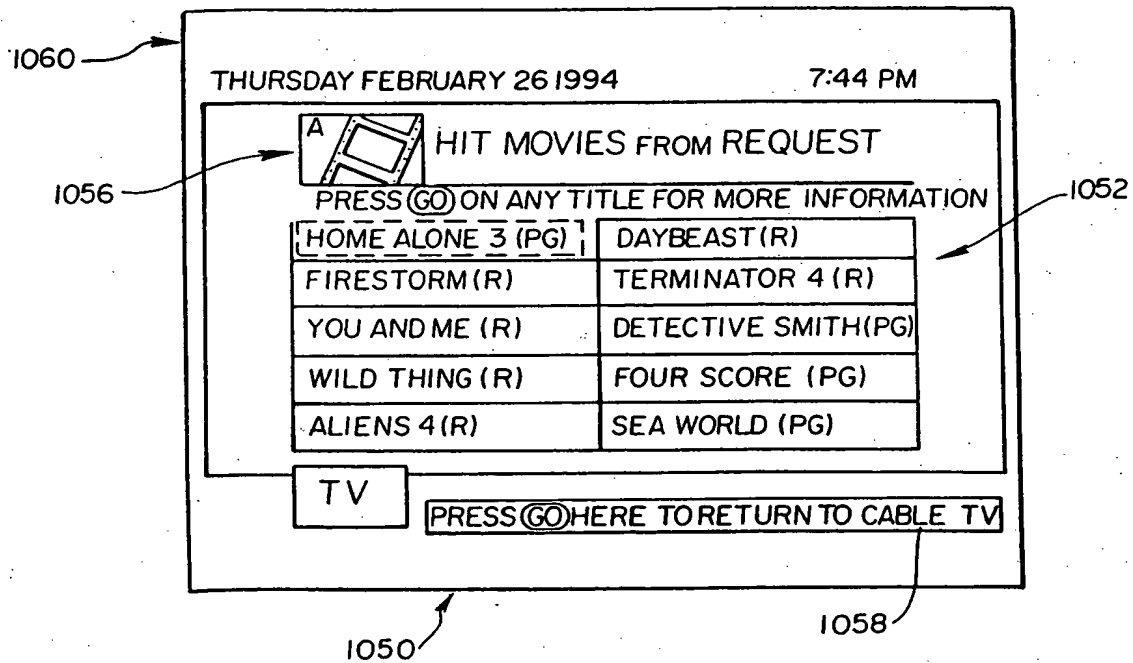 1060
THURSDAY FEBRUARY 26 1994 7:44 PM
A
HIT MOVIES FROM REQUEST
1056
PRESS GO ON ANY TITLE FOR MORE INFORMATION
1052
HOME ALONE 3 (PG) DAYBEAST (R)
FIRESTORM (R) TERMINATOR 4 (R)
YOU AND ME (R) DETECTIVE SMITH (PG)
WILD THING (R) FOUR SCORE (PG)
ALIENS 4 (R) SEA WORLD (PG)
TV
PRESS GO HERE TO RETURN TO CABLE TV
1050
1058